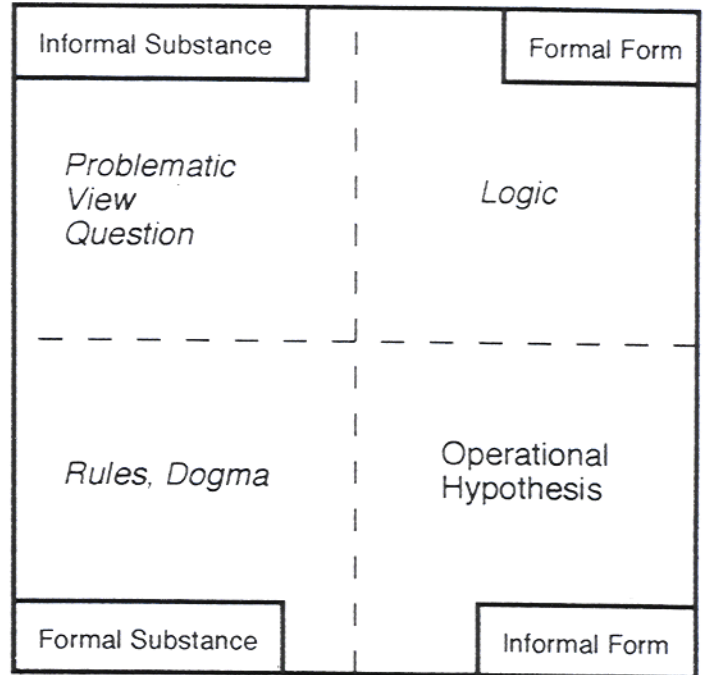 Informal Substance
Formal Form
Problematic
View
Question
Logic
Rules, Dogma
Operational
Hypothesis
Formal Substance
Informal Form